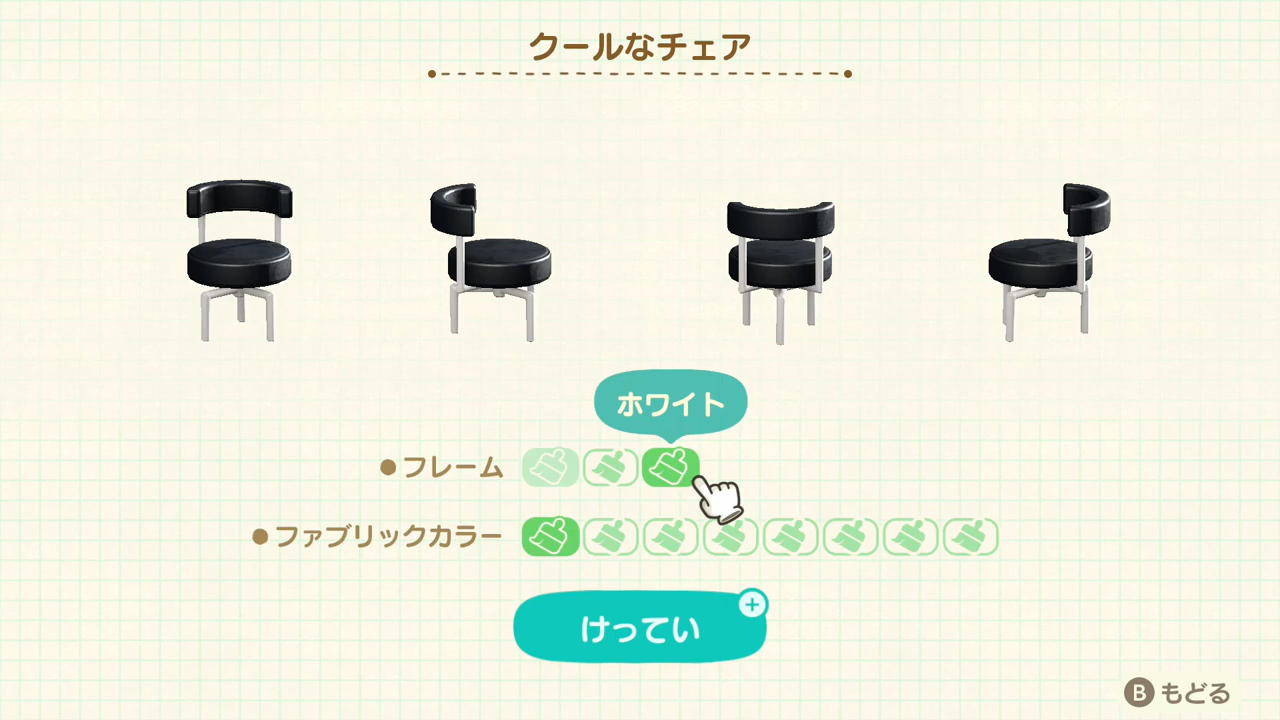 クールなチェア
ホワイト
フレーム
ファブリックカラー
けってい
B もどる